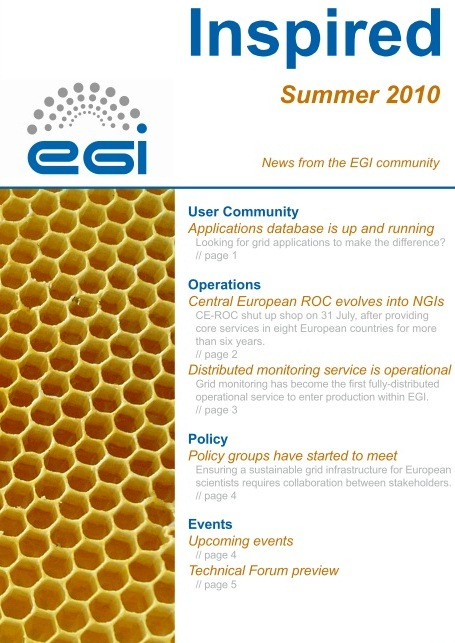 Inspired
Summer 2010
egi
News from the EGI community
User Community
Applications database is up and running
Looking for grid applications to make the difference?
// page 1
Operations
Central European ROC evolves into NGIs
CE-ROC shut up shop on 31 July, after providing
core services in eight European countries for more
than six years.
// page 2
Distributed monitoring service is operational
Grid monitoring has become the first fully-distributed
operational service to enter production within EGI.
// page 3
Policy
Policy groups have started to meet
Ensuring a sustainable grid infrastructure for European
scientists requires collaboration between stakeholders.
// page 4
Events
Upcoming events
// page 4
Technical Forum preview
// page 5